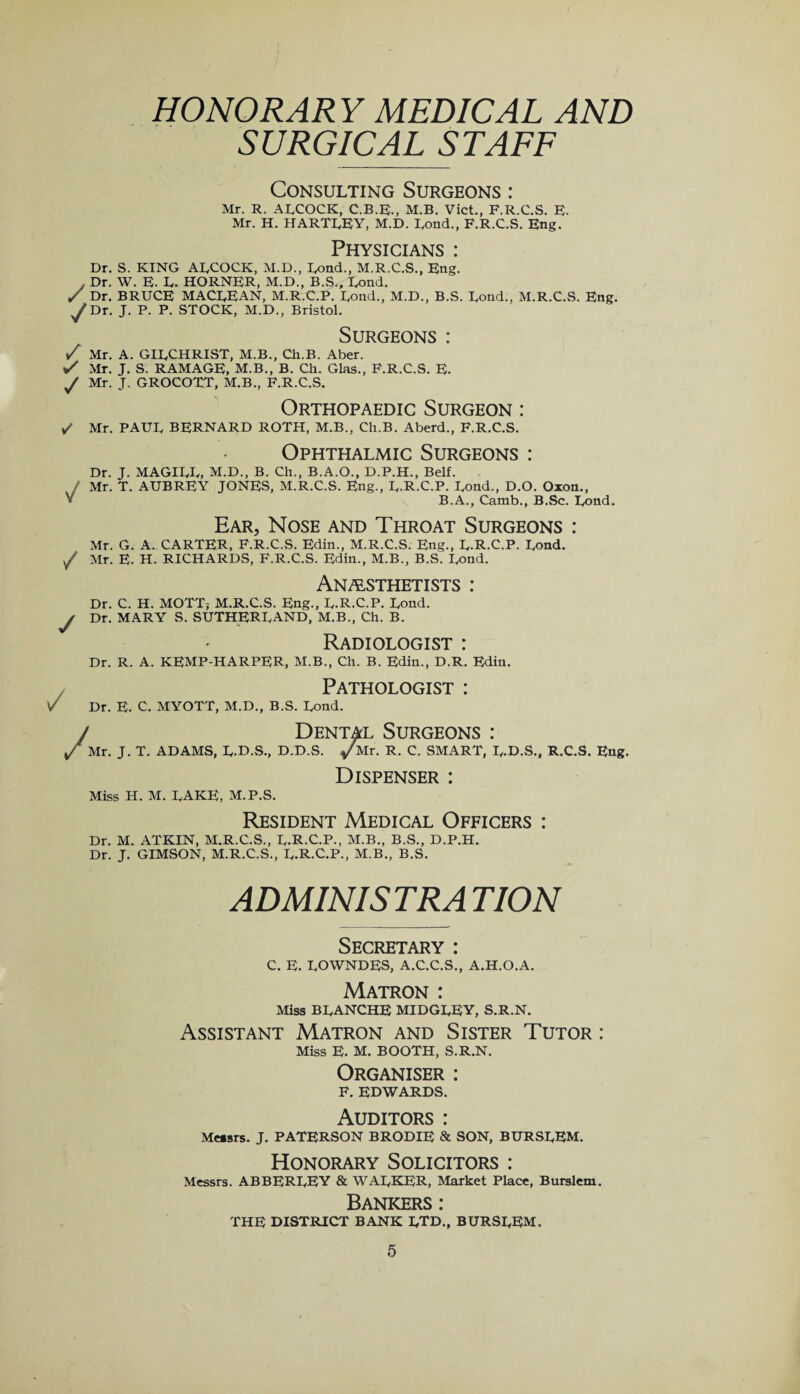 HONORARY MEDICAL AND
SURGICAL STAFF
CONSULTING SURGEONS :
Mr. R. ALCOCK, C.B.E., M.B. Vict., F.R.C.S. E.
Mr. H. HARTLEY, M.D. Lond., F.R.C.S. Eng.
PHYSICIANS :
Dr. S. KING ALCOCK, M.D., Lond., M.R.C.S., Eng.
Dr. W. E. L. HORNER, M.D., B.S., Lond.
✓ Dr. BRUCE MACLEAN, M.R.C.P. Lond., M.D., B.S. Lond., M.R.C.S. Eng.
✓ Dr. J. P. P. STOCK, M.D., Bristol.
SURGEONS :
✓ Mr. A. GILCHRIST, M.B., Ch.B. Aber.
✓ Mr. J. S. RAMAGE, M.B., B. Ch. Glas., F.R.C.S. E.
✓ Mr. J. GROCOTT, M.B., F.R.C.S.
ORTHOPAEDIC SURGEON :
✓ Mr. PAUL BERNARD ROTH, M.B., Ch.B. Aberd., F.R.C.S.
OPHTHALMIC SURGEONS :
Dr. J. MAGILL, M.D., B. Ch., B.A.O., D.P.H., Belf.
✓ Mr. T. AUBREY JONES, M.R.C.S. Eng., L.R.C.P. Lond., D.O. Oxon.,
B.A., Camb., B.Sc. Lond.
EAR, NOSE AND THROAT SURGEONS :
Mr. G. A. CARTER, F.R.C.S. Edin., M.R.C.S. Eng., L.R.C.P. Lond.
✓ Mr. E. H. RICHARDS, F.R.C.S. Edin., M.B., B.S. Lond.
ANÆSTHETISTS :
Dr. C. H. MOTT, M.R.C.S. Eng., L.R.C.P. Lond.
✓ Dr. MARY S. SUTHERLAND, M.B., Ch. B.
RADIOLOGIST :
Dr. R. A. KEMP-HARPER, M.B., Ch. B. Edin., D.R. Edin.
PATHOLOGIST :
✓ Dr. E. C. MYOTT, M.D., B.S. Lond.
DENTAL SURGEONS :
✓ Mr. J. T. ADAMS, L.D.S., D.D.S. ✓ Mr. R. C. SMART, L.D.S., R.C.S. Eng.
DISPENSER :
Miss H. M. LAKE, M.P.S.
RESIDENT MEDICAL OFFICERS :
Dr. M. ATKIN, M.R.C.S., L.R.C.P., M.B., B.S., D.P.H.
Dr. J. GIMSON, M.R.C.S., L.R.C.P., M.B., B.S.
ADMINISTRATION
SECRETARY :
C. E. LOWNDES, A.C.C.S., A.H.O.A.
MATRON :
Miss BLANCHE MIDGLEY, S.R.N.
ASSISTANT MATRON AND SISTER TUTOR :
Miss E. M. BOOTH, S.R.N.
ORGANISER :
F. EDWARDS.
AUDITORS :
Messrs. J. PATERSON BRODIE & SON, BURSLEM.
HONORARY SOLICITORS :
Messrs. ABBERLEY & WALKER, Market Place, Burslem.
BANKERS :
THE DISTRICT BANK LTD., BURSLEM.
5